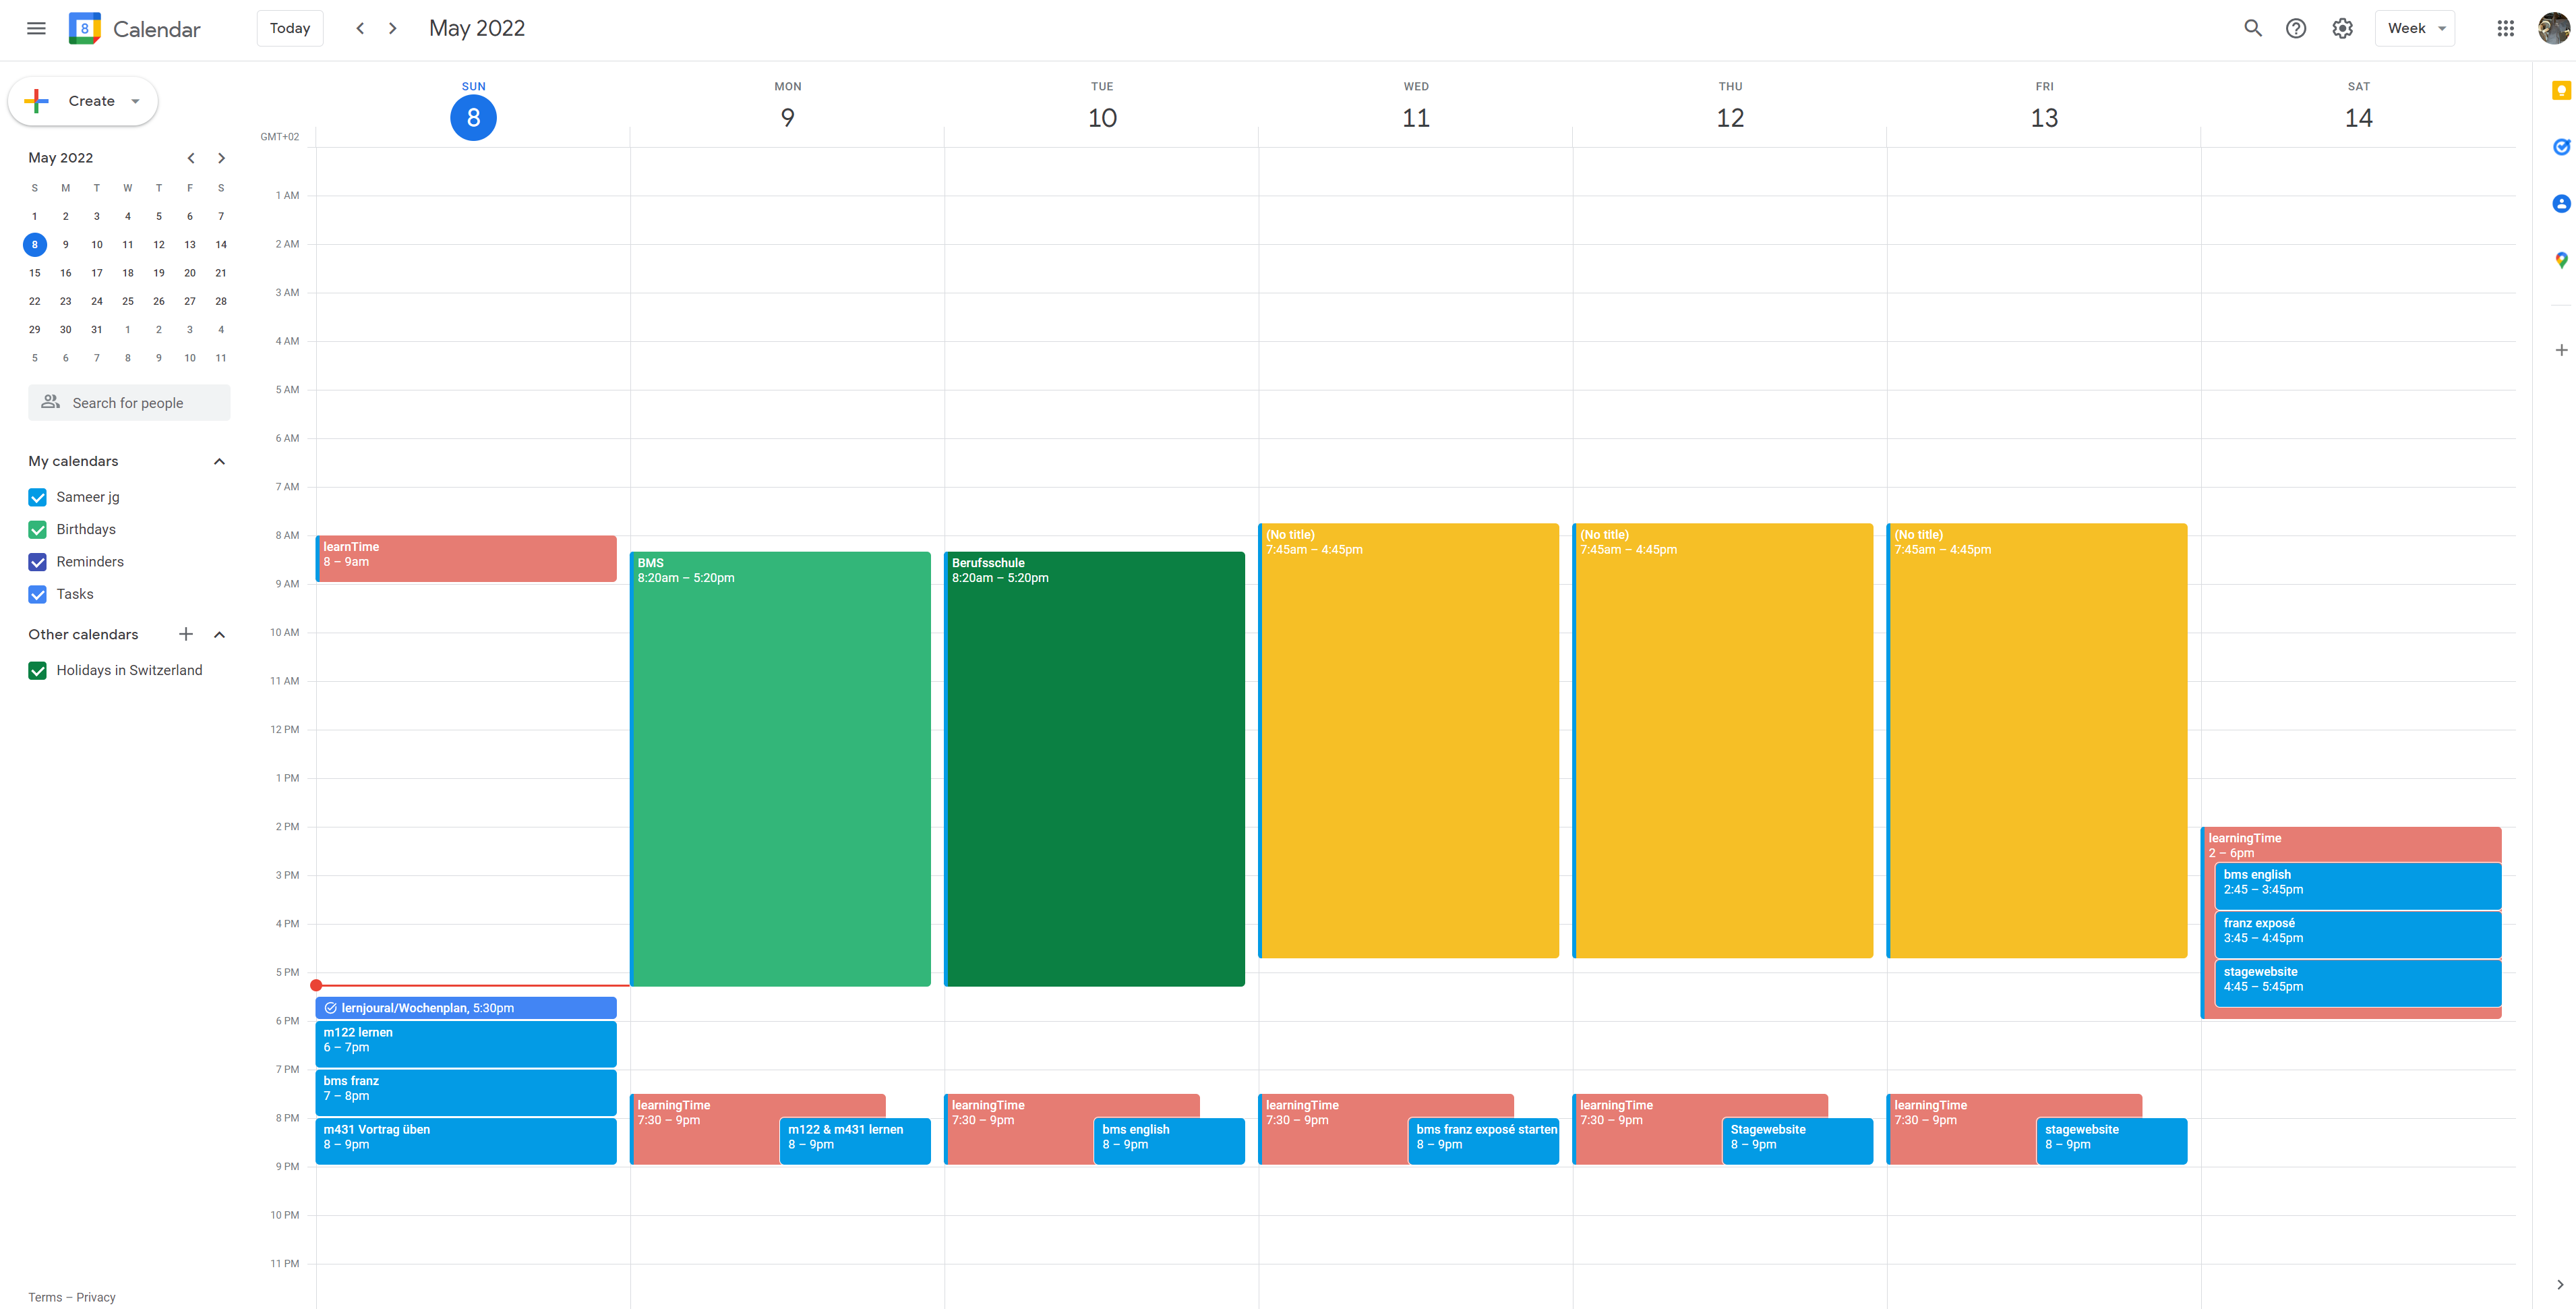 8 Calendar Today May 2022 Week
Create
May 2022
S M T W T F S
1 2 3 4 5 6 7
8 9 10 11 12 13 14
15 16 17 18 19 20 21
22 23 24 25 26 27 28
29 30 31 1 2 3 4
5 6 7 8 9 10 11
Search for people
My calendars
Sameer jg
Birthdays
Reminders
Tasks
Other calendars
Holidays in Switzerland
Terms – Privacy
GMT+02
SUN MON TUE WED THU FRI SAT
8 9 10 11 12 13 14
1 AM
2 AM
3 AM
4 AM
5 AM
6 AM
7 AM
8 AM
9 AM
10 AM
11 AM
12 PM
1 PM
2 PM
3 PM
4 PM
5 PM
6 PM
7 PM
8 PM
9 PM
10 PM
11 PM
learnTime
8 – 9am
lernjoural/Wochenplan, 5:30pm
m122 lernen
6 – 7pm
bms franz
7 – 8pm
m431 Vortrag üben
8 – 9pm
BMS
8:20am – 5:20pm
learningTime
7:30 – 9pm
m122 & m431 lernen
8 – 9pm
Berufsschule
8:20am – 5:20pm
learningTime
7:30 – 9pm
bms english
8 – 9pm
(No title)
7:45am – 4:45pm
learningTime
7:30 – 9pm
bms franz exposé starten
8 – 9pm
(No title)
7:45am – 4:45pm
learningTime
7:30 – 9pm
Stagewebsite
8 – 9pm
(No title)
7:45am – 4:45pm
learningTime
7:30 – 9pm
stagewebsite
8 – 9pm
learningTime
2 – 6pm
bms english
2:45 – 3:45pm
franz exposé
3:45 – 4:45pm
stagewebsite
4:45 – 5:45pm